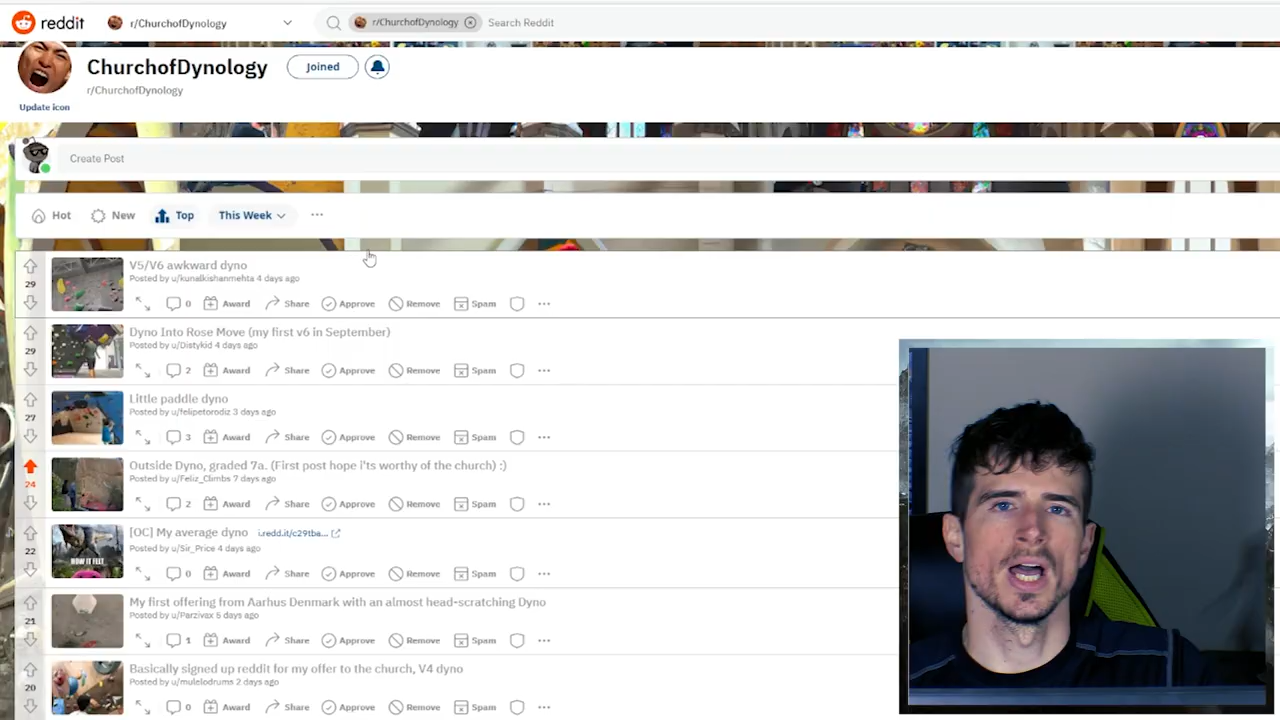 reddit r/ChurchofDynology r/ChurchofDynology Search Reddit
ChurchofDynology Joined
r/ChurchofDynology
Update icon
Create Post
Hot New Top This Week
V5/V6 awkward dyno
Posted by u/kunalkishanmehta 4 days ago
29
0 Award Share Approve Remove Spam
Dyno Into Rose Move (my first v6 in September)
Posted by u/Distykid 4 days ago
29
2 Award Share Approve Remove Spam
Little paddle dyno
Posted by u/felipetorodiz 3 days ago
27
3 Award Share Approve Remove Spam
Outside Dyno, graded 7a. (First post hope i'ts worthy of the church) :)
Posted by u/Feliz_Climbs 7 days ago
24
2 Award Share Approve Remove Spam
[OC] My average dyno i.redd.it/c29tba...
Posted by u/Sir_Price 4 days ago
22
HOW IT FELT
0 Award Share Approve Remove Spam
My first offering from Aarhus Denmark with an almost head-scratching Dyno
Posted by u/Parzivax 5 days ago
21
1 Award Share Approve Remove Spam
Basically signed up reddit for my offer to the church, V4 dyno
Posted by u/mulelodrums 2 days ago
20
0 Award Share Approve Remove Spam